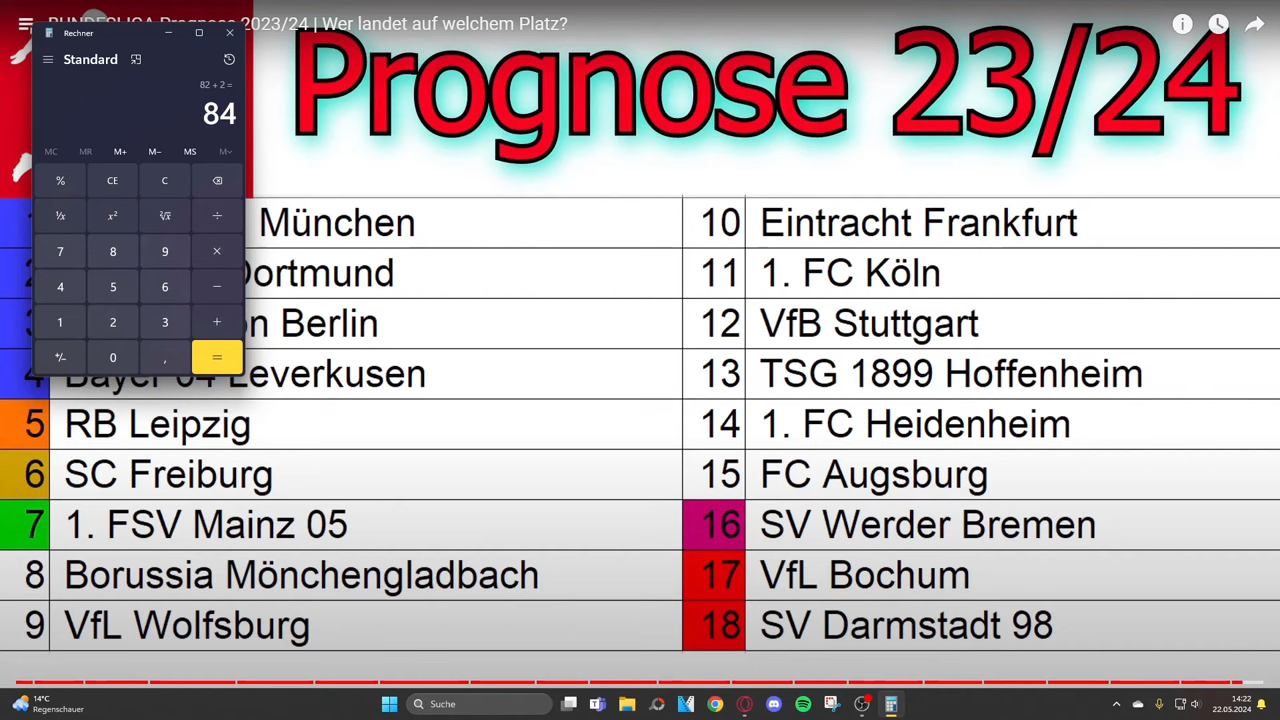 BUNDESLIGA Prognose 2023/24 | Wer landet auf welchem Platz?
Rechner
Standard
82 + 2 =
84
MC MR M+ M− MS M
% CE C
¹/x x² ÷
7 8 9 ×
4 5 6 −
1 2 3 +
+/− 0 , =
Prognose 23/24
München
Dortmund
Berlin
4 Bayer 04 Leverkusen
5 RB Leipzig
6 SC Freiburg
7 1. FSV Mainz 05
8 Borussia Mönchengladbach
9 VfL Wolfsburg
10 Eintracht Frankfurt
11 1. FC Köln
12 VfB Stuttgart
13 TSG 1899 Hoffenheim
14 1. FC Heidenheim
15 FC Augsburg
16 SV Werder Bremen
17 VfL Bochum
18 SV Darmstadt 98
14°C
Regenschauer
Suche
14:22
22.05.2024